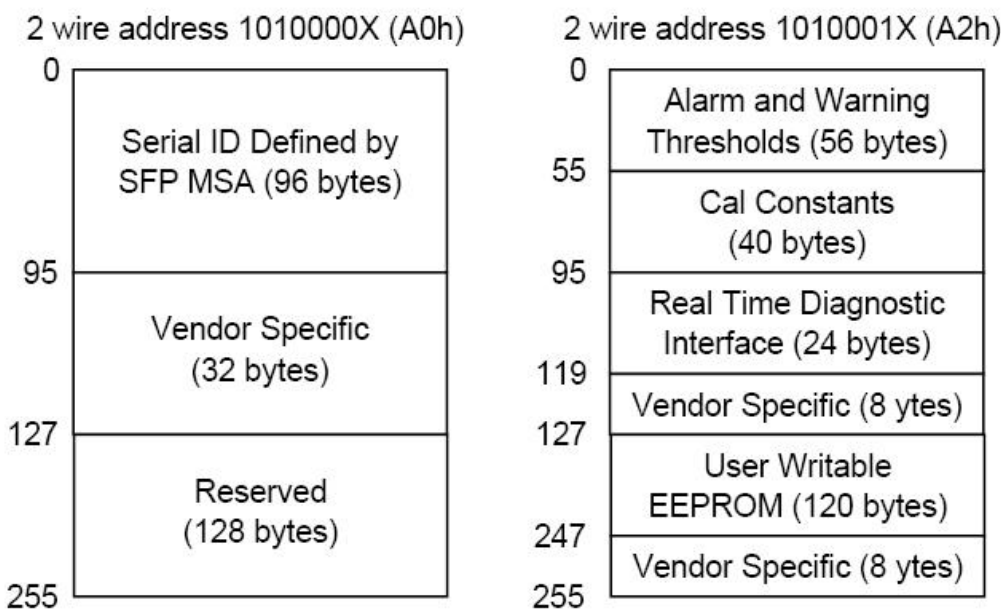 2 wire address 1010000X (A0h)
0
Serial ID Defined by
SFP MSA (96 bytes)
95
Vendor Specific
(32 bytes)
127
Reserved
(128 bytes)
255
2 wire address 1010001X (A2h)
0
Alarm and Warning
Thresholds (56 bytes)
55
Cal Constants
(40 bytes)
95
Real Time Diagnostic
Interface (24 bytes)
119
Vendor Specific (8 ytes)
127
User Writable
EEPROM (120 bytes)
247
Vendor Specific (8 ytes)
255